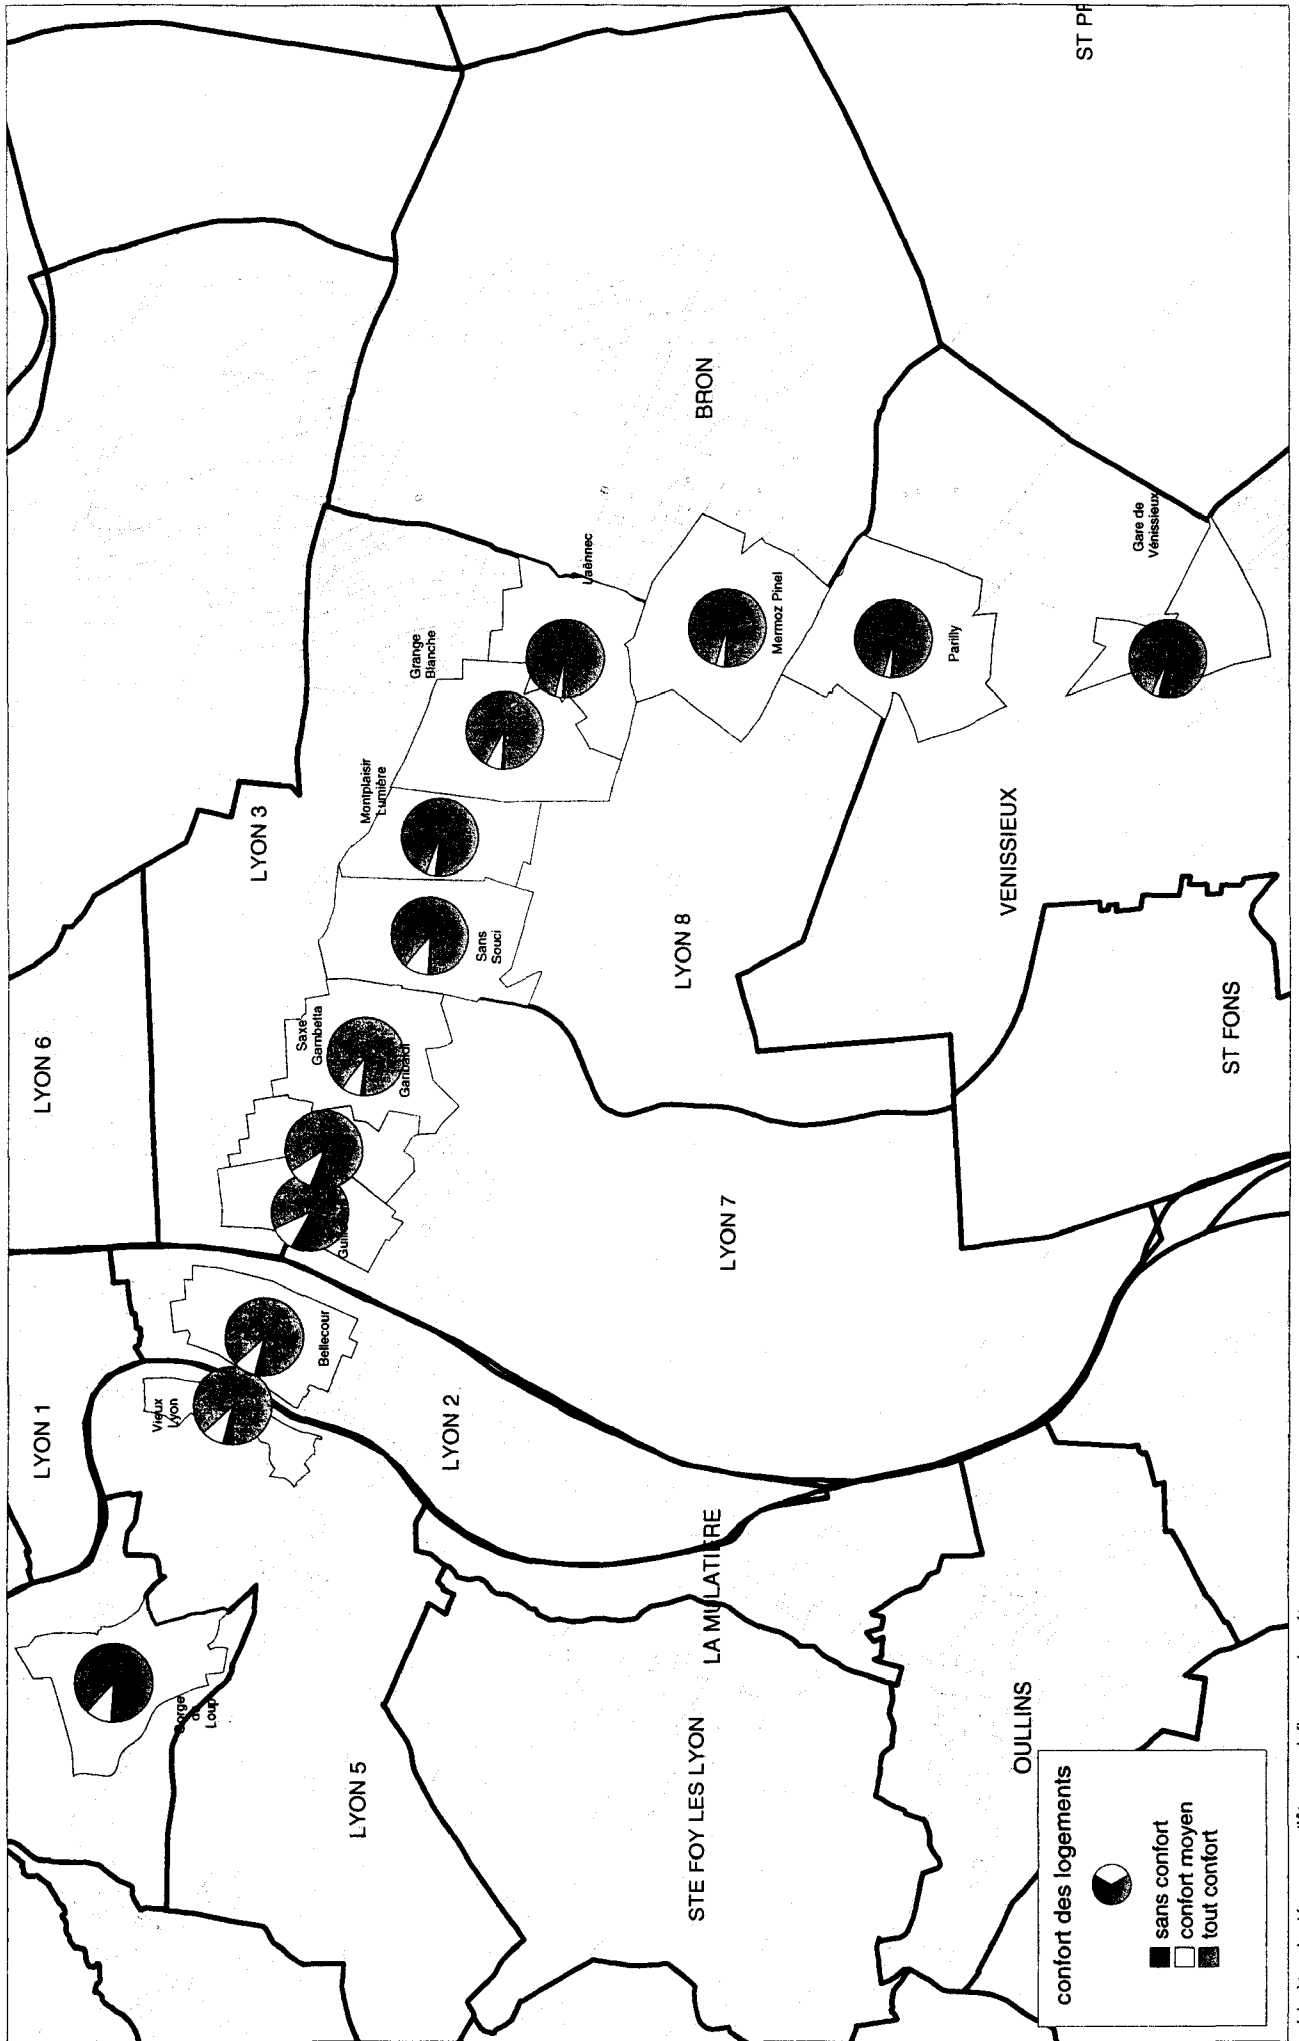 ST PR
BRON
Gare de
Vénissieux
Laënnec
Mermoz Pinel
Parilly
Grange
Blanche
Montplaisir
Lumière
LYON 3
VENISSIEUX
LYON 8
Sans
Souci
ST FONS
Saxe
Gambetta
Garibaldi
LYON 6
LYON 7
Bellecour
Vieux
Lyon
LYON 1
LYON 2
LA MULATIERE
Gorge
de
Loup
LYON 5
STE FOY LES LYON
OULLINS
confort des logements
sans confort
confort moyen
tout confort